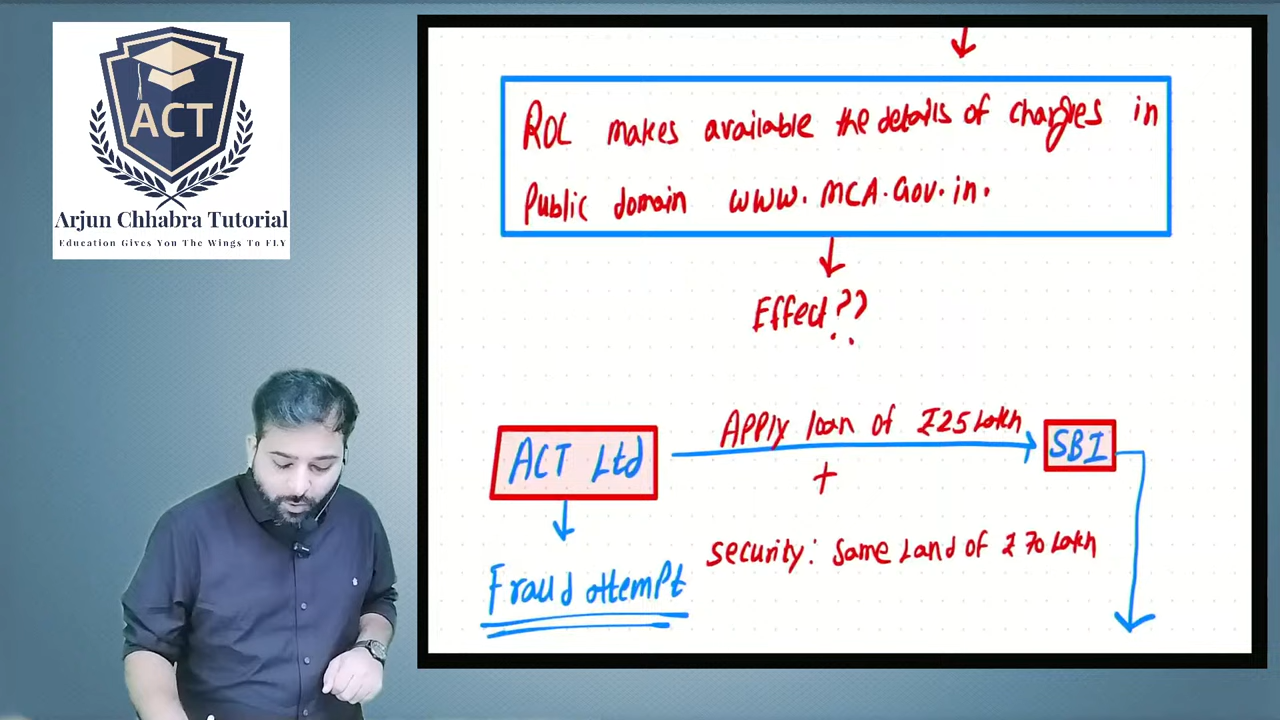 ACT
Arjun Chhabra Tutorial
Education Gives You The Wings To FLY
ROC makes available the details of charges in
Public domain www.MCA.Gov.in.
Effect??
ACT Ltd
Apply loan of ₹25 Lakh
SBI
+
security: Same Land of ₹70 Lakh
Fraud attempt